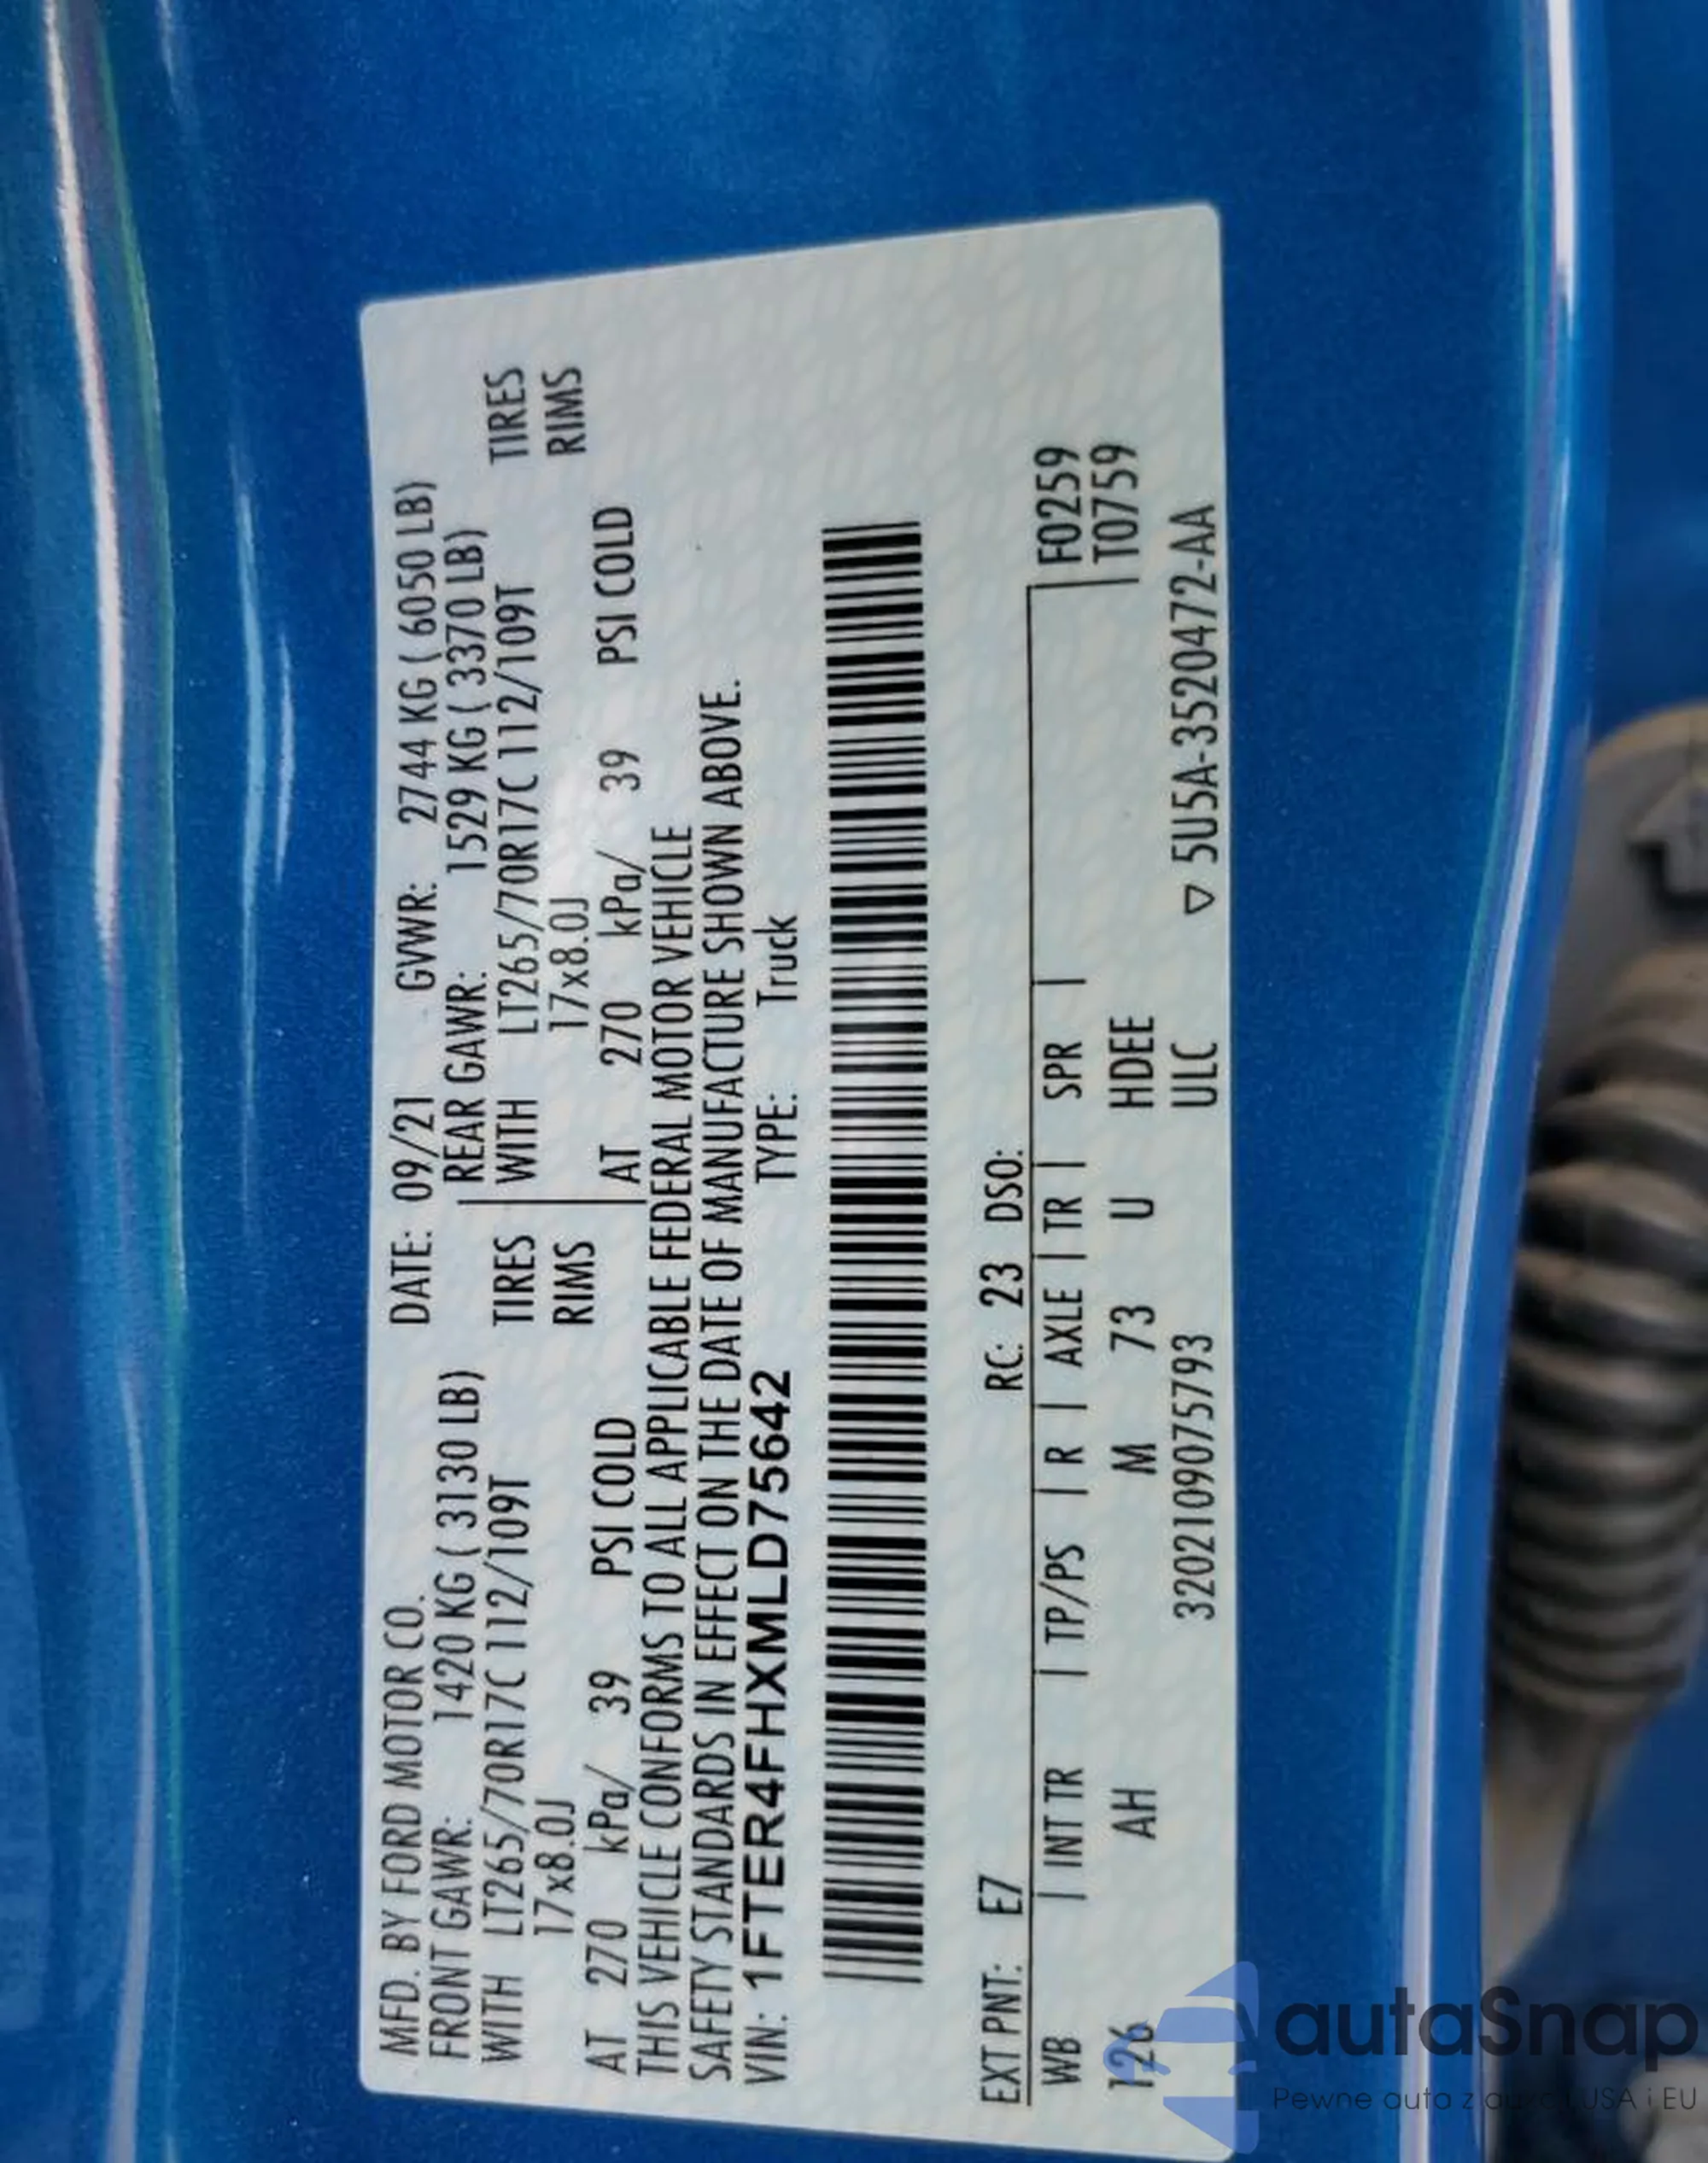 MFD. BY FORD MOTOR CO. DATE: 09/21 GVWR: 2744 KG ( 6050 LB)
FRONT GAWR: 1420 KG ( 3130 LB) REAR GAWR: 1529 KG ( 3370 LB)
WITH LT265/70R17C 112/109T TIRES WITH LT265/70R17C 112/109T TIRES
17x8.0J RIMS 17x8.0J RIMS
AT 270 kPa/ 39 PSI COLD AT 270 kPa/ 39 PSI COLD
THIS VEHICLE CONFORMS TO ALL APPLICABLE FEDERAL MOTOR VEHICLE
SAFETY STANDARDS IN EFFECT ON THE DATE OF MANUFACTURE SHOWN ABOVE.
VIN: 1FTER4FHXMLD75642 TYPE: Truck
EXT PNT: E7 RC: 23 DSO:
WB | INT TR | TP/PS | R | AXLE | TR | SPR | | F0259
126 AH M 73 U HDEE | T0759
3202109075793 ULC ▽ 5U5A-3520472-AA
autaSnap
Pewne auta z USA i EU